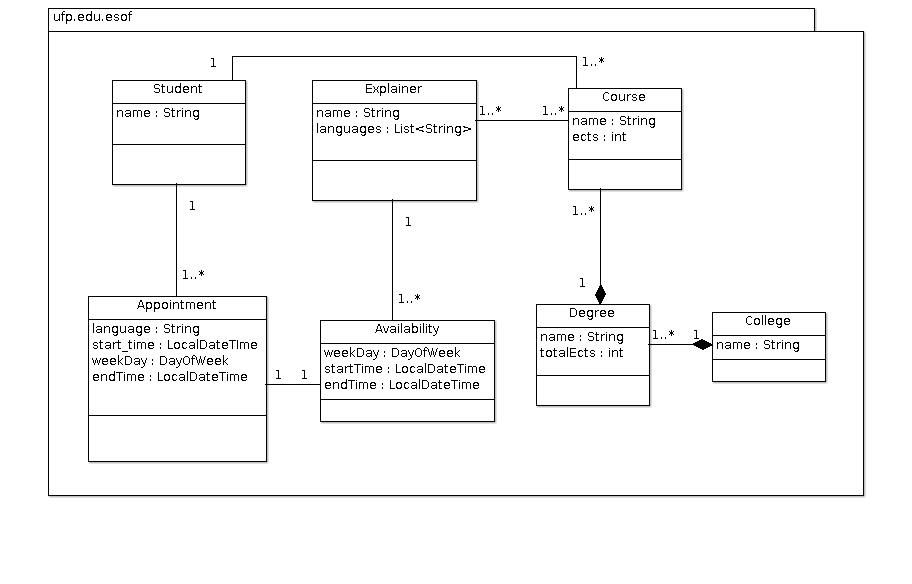 ufp.edu.esof
1
1..*
Student
name : String
Explainer
name : String
languages : List<String>
1..*
1..*
Course
name : String
ects : int
1
1..*
1
1..*
1..*
1
Appointment
language : String
start_time : LocalDateTIme
weekDay : DayOfWeek
endTime : LocalDateTime
1
1
Availability
weekDay : DayOfWeek
startTime : LocalDateTime
endTime : LocalDateTime
Degree
name : String
totalEcts : int
1..*
1
College
name : String